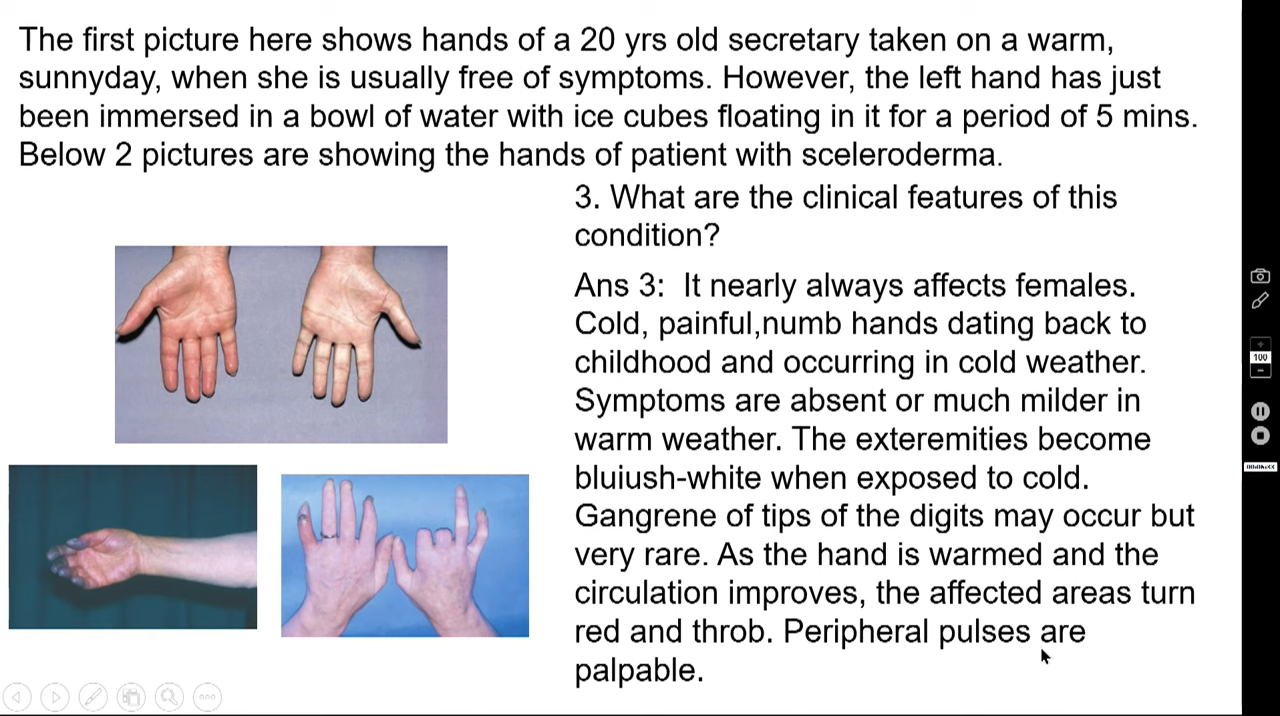 The first picture here shows hands of a 20 yrs old secretary taken on a warm,
sunnyday, when she is usually free of symptoms. However, the left hand has just
been immersed in a bowl of water with ice cubes floating in it for a period of 5 mins.
Below 2 pictures are showing the hands of patient with sceleroderma.
3. What are the clinical features of this
condition?
Ans 3:  It nearly always affects females.
Cold, painful,numb hands dating back to
childhood and occurring in cold weather.
Symptoms are absent or much milder in
warm weather. The exteremities become
bluiush-white when exposed to cold.
Gangrene of tips of the digits may occur but
very rare. As the hand is warmed and the
circulation improves, the affected areas turn
red and throb. Peripheral pulses are
palpable.
100